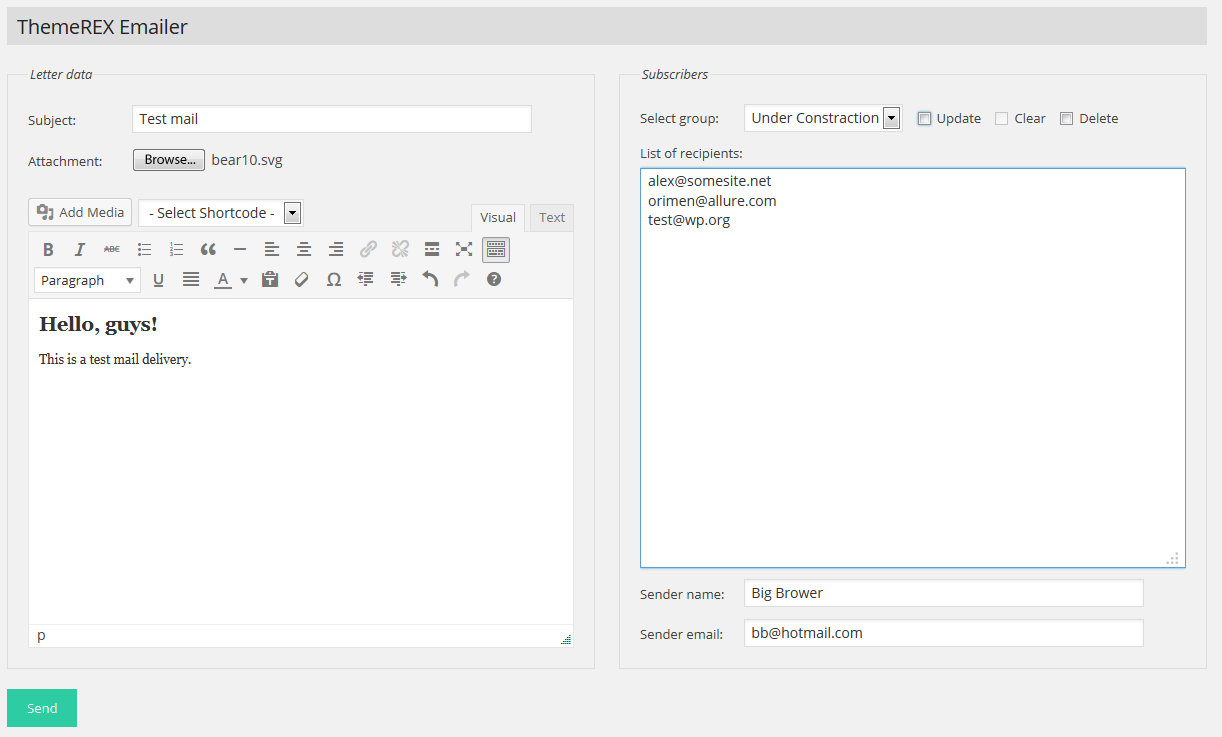 ThemeREX Emailer
Letter data
Subject: Test mail
Attachment: Browse... bear10.svg
Add Media - Select Shortcode - Visual Text
B I ABC
Paragraph U A Ω ?
Hello, guys!
This is a test mail delivery.
p
Subscribers
Select group: Under Constraction Update Clear Delete
List of recipients:
alex@somesite.net
orimen@allure.com
test@wp.org
Sender name: Big Brower
Sender email: bb@hotmail.com
Send